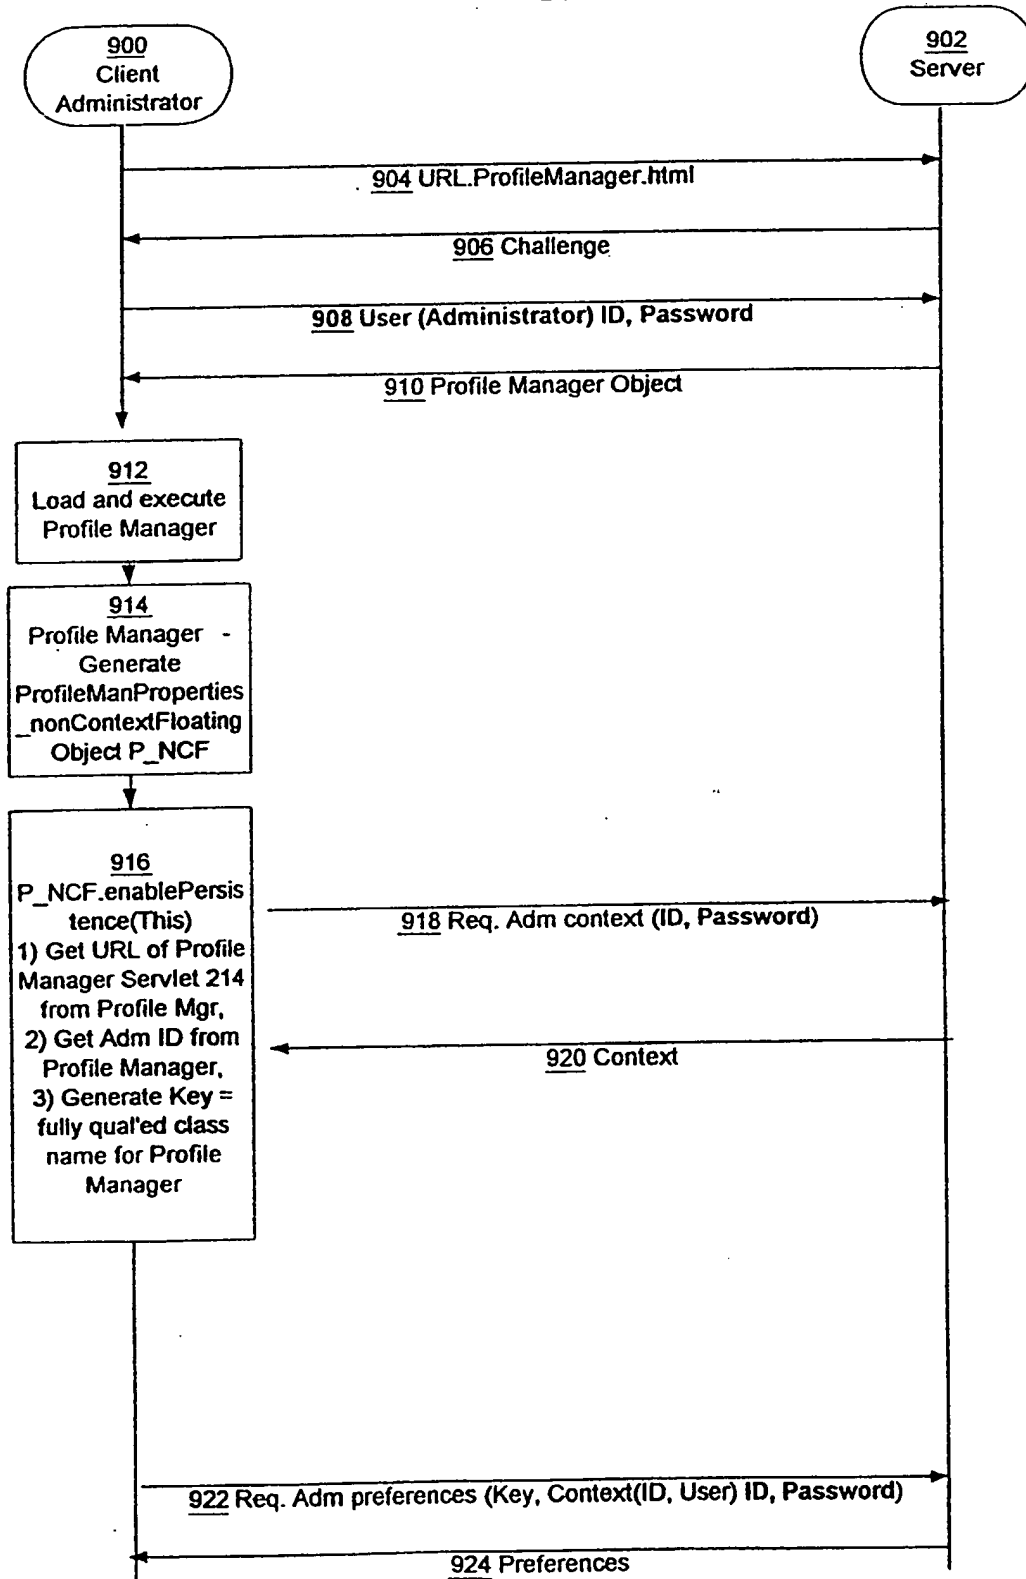 900
Client
Administrator
902
Server
904 URL.ProfileManager.html
906 Challenge
908 User (Administrator) ID, Password
910 Profile Manager Object
912
Load and execute
Profile Manager
914
Profile Manager -
Generate
ProfileManProperties
_nonContextFloating
Object P_NCF
916
P_NCF.enablePersis
tence(This)
1) Get URL of Profile
Manager Servlet 214
from Profile Mgr,
2) Get Adm ID from
Profile Manager,
3) Generate Key =
fully qual'ed class
name for Profile
Manager
918 Req. Adm context (ID, Password)
920 Context
922 Req. Adm preferences (Key, Context(ID, User) ID, Password)
924 Preferences